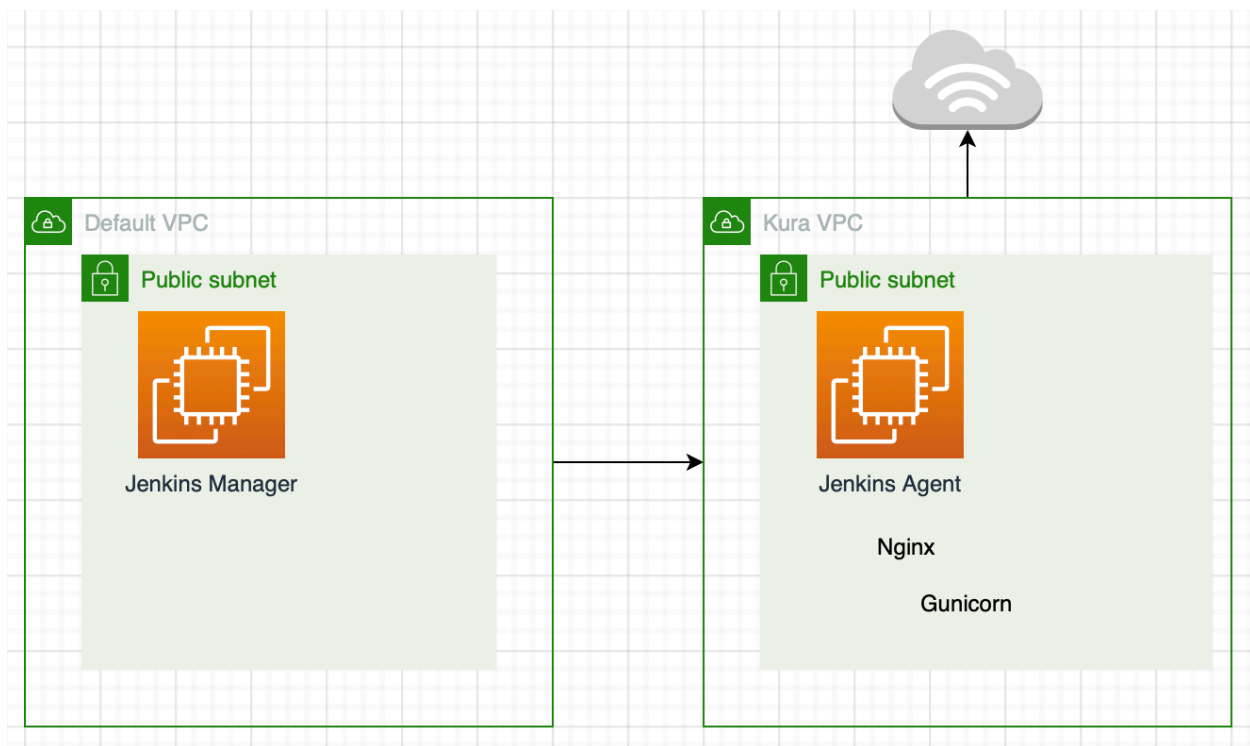 Default VPC
Public subnet
Jenkins Manager
Kura VPC
Public subnet
Jenkins Agent
Nginx
Gunicorn